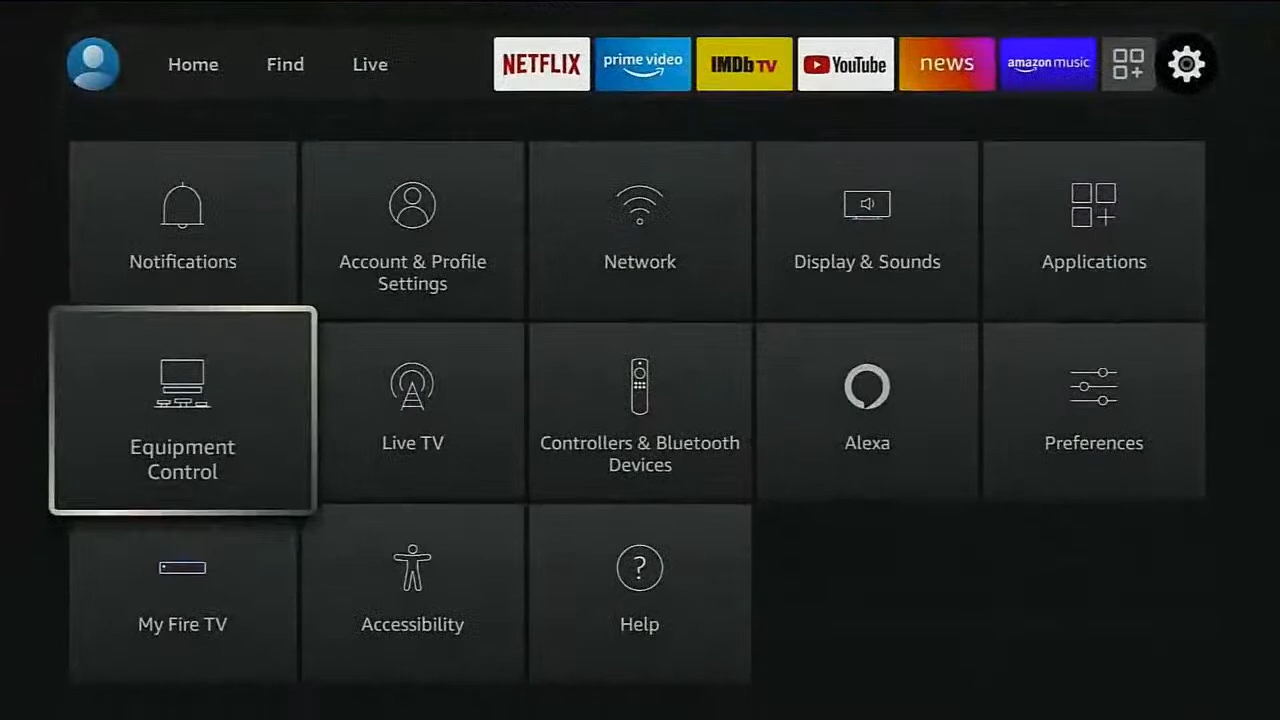 Home
Find
Live
NETFLIX
prime video
IMDb TV
YouTube
news
amazon music
Notifications
Account & Profile
Settings
Network
Display & Sounds
Applications
Equipment
Control
Live TV
Controllers & Bluetooth
Devices
Alexa
Preferences
My Fire TV
Accessibility
?
Help